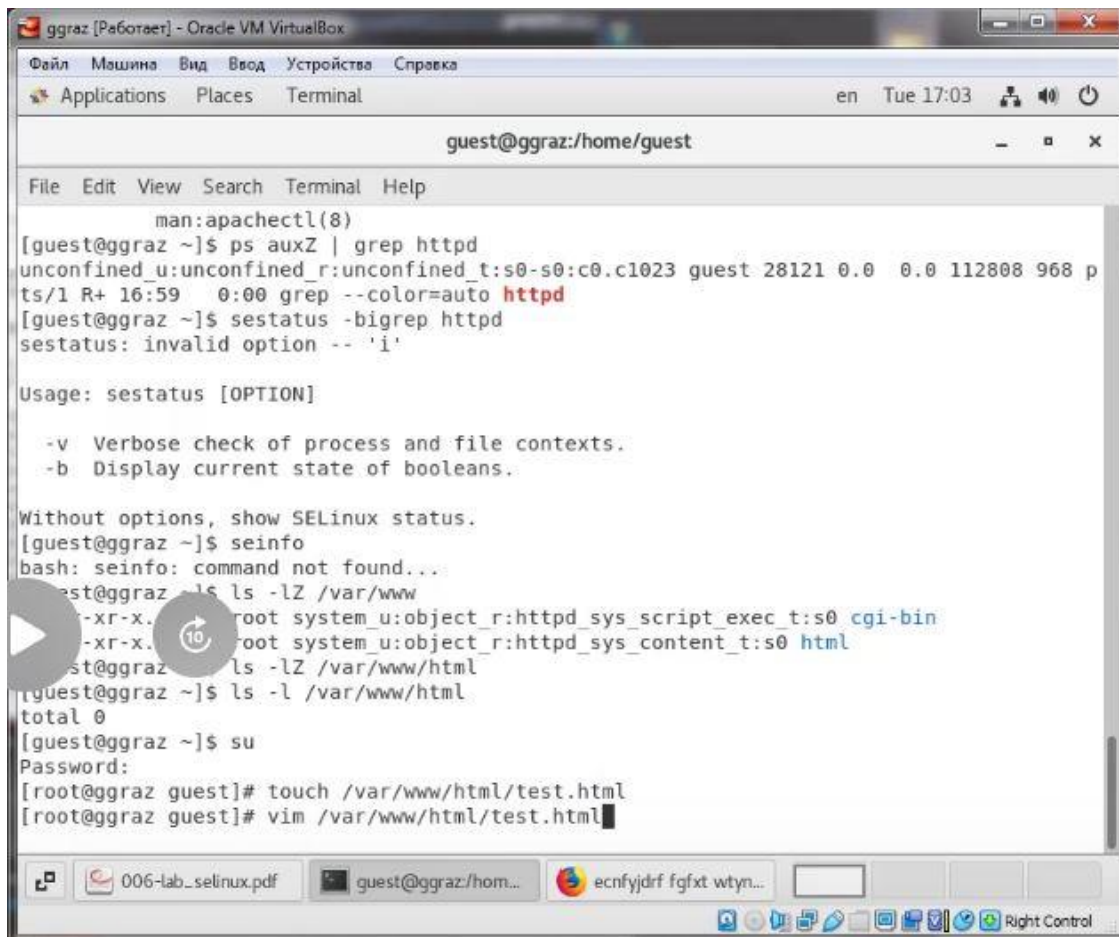 ggraz [Работает] - Oracle VM VirtualBox
Файл Машина Вид Ввод Устройства Справка
Applications Places Terminal en Tue 17:03
guest@ggraz:/home/guest
File Edit View Search Terminal Help
man:apachectl(8)
[guest@ggraz ~]$ ps auxZ | grep httpd
unconfined_u:unconfined_r:unconfined_t:s0-s0:c0.c1023 guest 28121 0.0 0.0 112808 968 p
ts/1 R+ 16:59 0:00 grep --color=auto httpd
[guest@ggraz ~]$ sestatus -bigrep httpd
sestatus: invalid option -- 'i'
Usage: sestatus [OPTION]
-v Verbose check of process and file contexts.
-b Display current state of booleans.
Without options, show SELinux status.
[guest@ggraz ~]$ seinfo
bash: seinfo: command not found...
est@ggraz ~]$ ls -lZ /var/www
-xr-x. root system_u:object_r:httpd_sys_script_exec_t:s0 cgi-bin
-xr-x. root system_u:object_r:httpd_sys_content_t:s0 html
st@ggraz ls -lZ /var/www/html
[guest@ggraz ~]$ ls -l /var/www/html
total 0
[guest@ggraz ~]$ su
Password:
[root@ggraz guest]# touch /var/www/html/test.html
[root@ggraz guest]# vim /var/www/html/test.html
10
006-lab_selinux.pdf guest@ggraz:/hom... ecnfyjdrf fgfxt wtyn...
Right Control